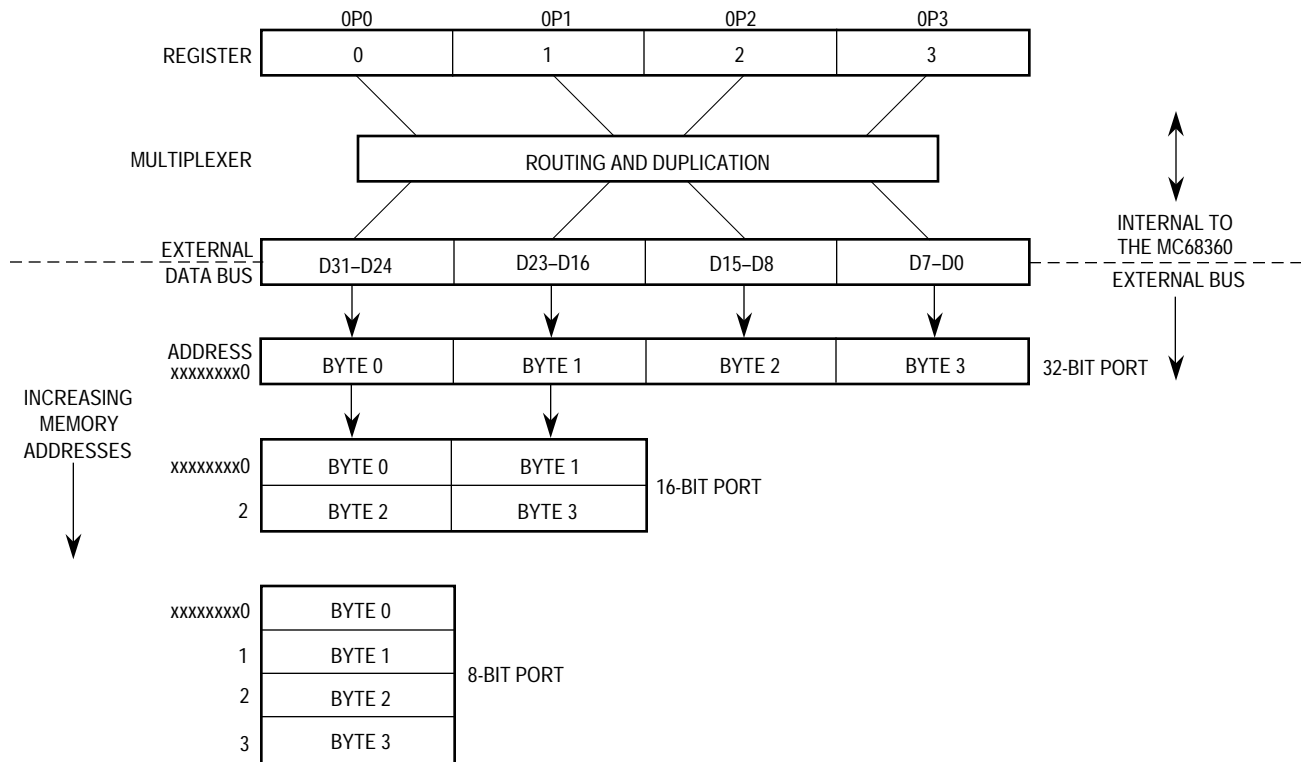 0P0 0P1 0P2 0P3
REGISTER 0 1 2 3
MULTIPLEXER ROUTING AND DUPLICATION
INTERNAL TO
THE MC68360
EXTERNAL
DATA BUS
D31–D24 D23–D16 D15–D8 D7–D0
EXTERNAL BUS
ADDRESS
xxxxxxxx0
BYTE 0 BYTE 1 BYTE 2 BYTE 3
32-BIT PORT
INCREASING
MEMORY
ADDRESSES
xxxxxxxx0 BYTE 0 BYTE 1
16-BIT PORT
2 BYTE 2 BYTE 3
xxxxxxxx0 BYTE 0
1 BYTE 1
8-BIT PORT
2 BYTE 2
3 BYTE 3